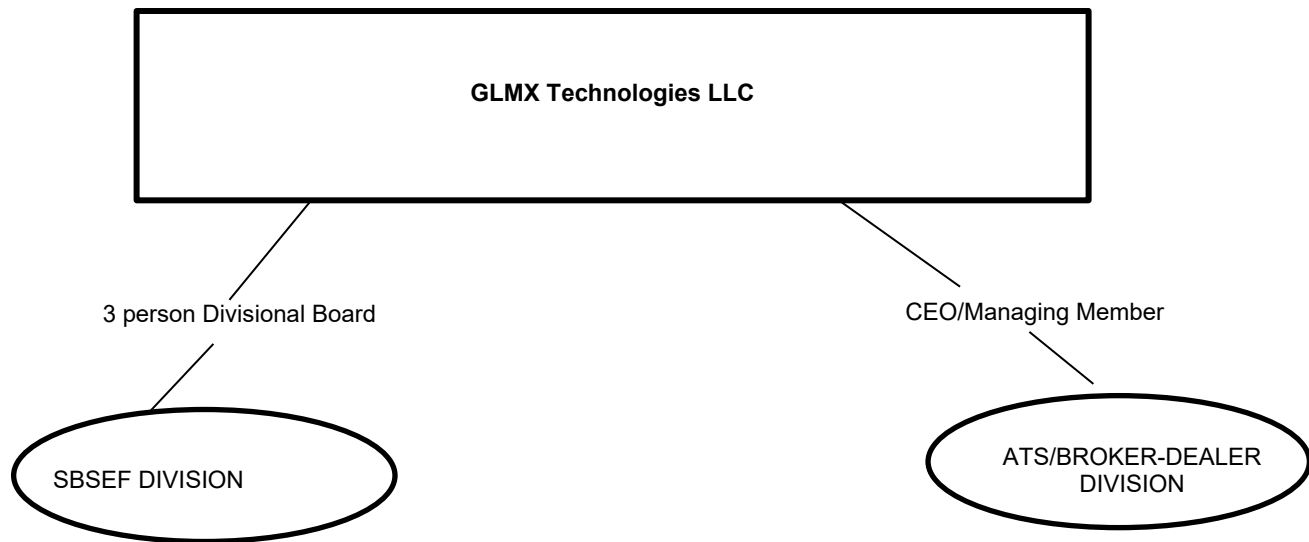 GLMX Technologies LLC
3 person Divisional Board
CEO/Managing Member
SBSEF DIVISION
ATS/BROKER-DEALER
DIVISION